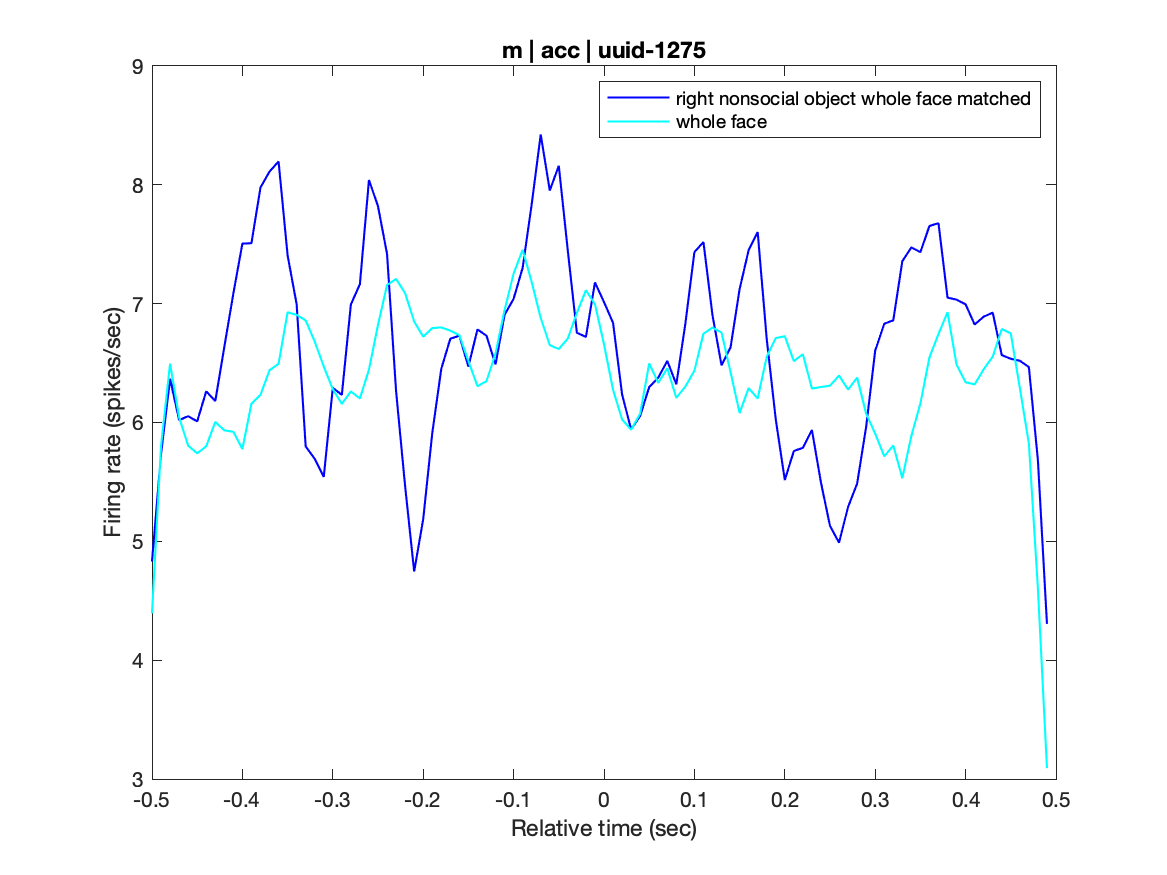 m | acc | uuid-1275
right nonsocial object whole face matched
whole face
Firing rate (spikes/sec)
9
8
7
6
5
4
3
-0.5 -0.4 -0.3 -0.2 -0.1 0 0.1 0.2 0.3 0.4 0.5
Relative time (sec)